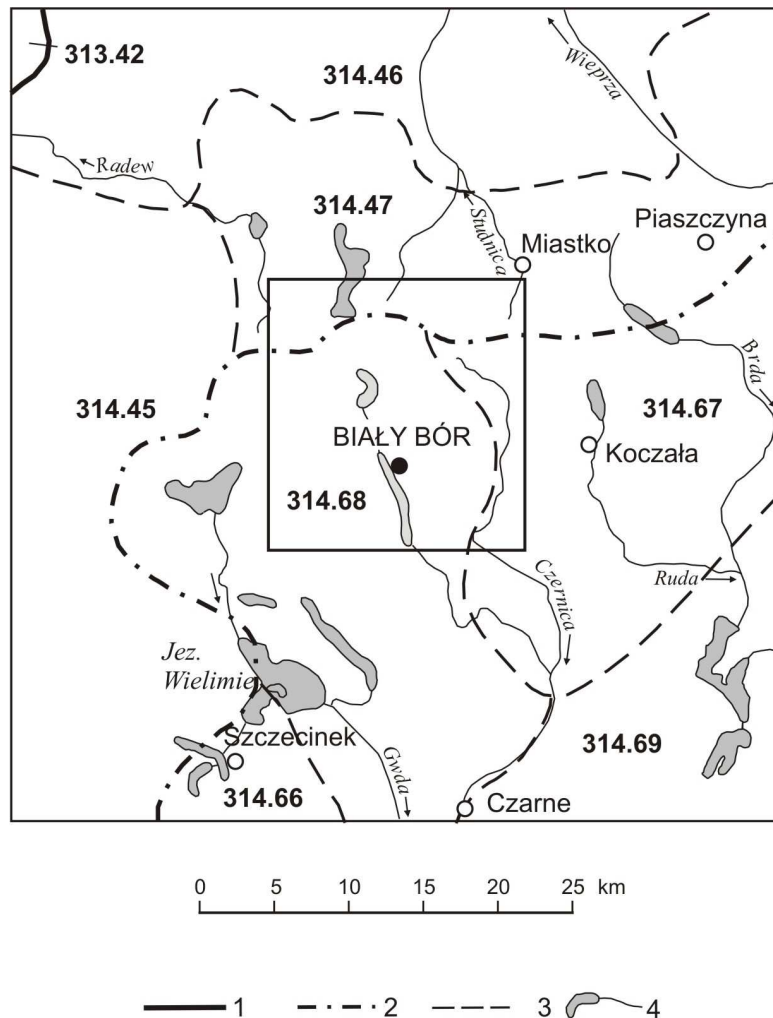 313.42
314.46
Wieprza
Radew
314.47
Studnica
Piaszczyna
Miastko
Brda
314.45
314.67
BIAŁY BÓR
Koczała
314.68
Czernica
Ruda
Jez.
Wielimie
Szczecinek
314.69
Gwda
314.66
Czarne
0 5 10 15 20 25 km
1 2 3 4